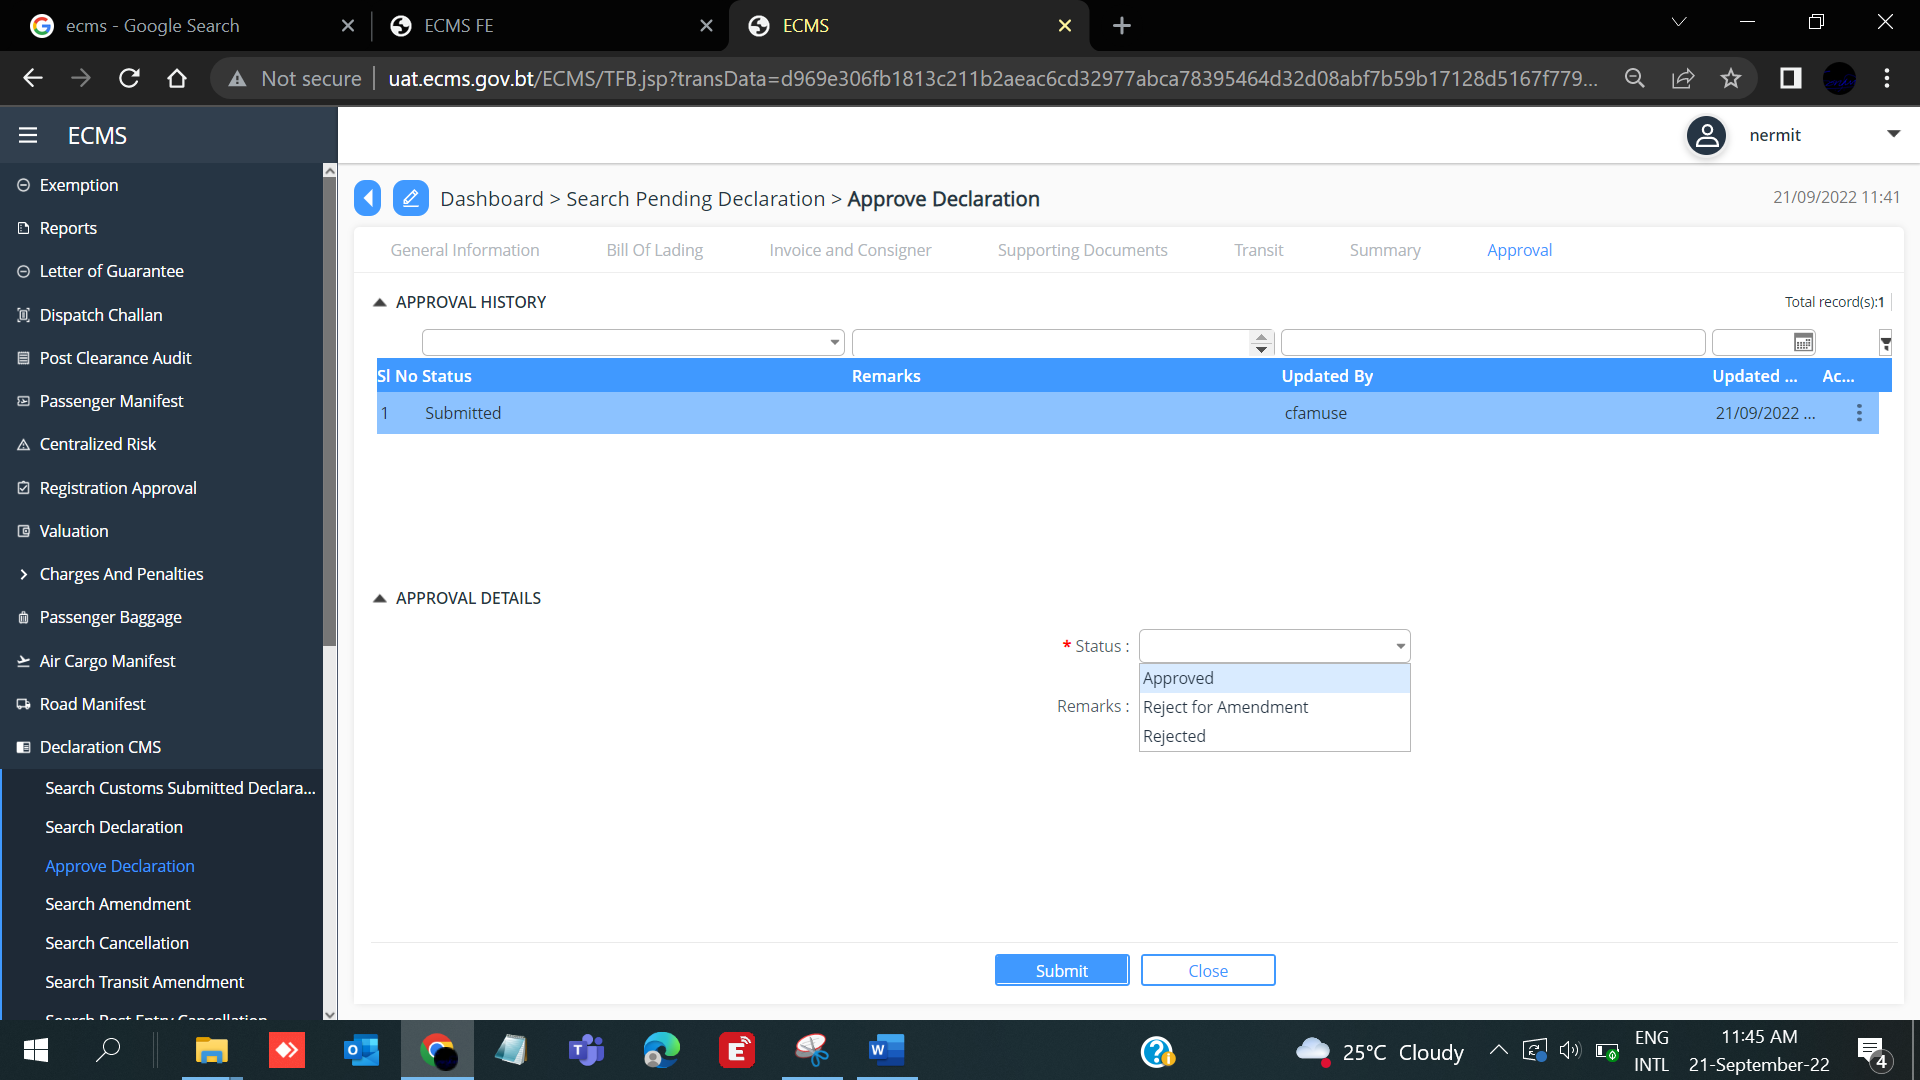 ecms - Google Search
ECMS FE
ECMS
Not secure
uat.ecms.gov.bt/ECMS/TFB.jsp?transData=d969e306fb1813c211b2aeac6cd32977abca78395464d32d08abf7b59b17128d5167f779...
ECMS
nermit
Exemption
Reports
Letter of Guarantee
Dispatch Challan
Post Clearance Audit
Passenger Manifest
Centralized Risk
Registration Approval
Valuation
Charges And Penalties
Passenger Baggage
Air Cargo Manifest
Road Manifest
Declaration CMS
Search Customs Submitted Declara...
Search Declaration
Approve Declaration
Search Amendment
Search Cancellation
Search Transit Amendment
Search Post Entry Cancellation
Dashboard > Search Pending Declaration > Approve Declaration
21/09/2022 11:41
General Information Bill Of Lading Invoice and Consigner Supporting Documents Transit Summary Approval
APPROVAL HISTORY
Total record(s):1
Sl No Status Remarks Updated By Updated ... Ac...
1 Submitted cfamuse 21/09/2022 ...
APPROVAL DETAILS
* Status :
Approved
Remarks :
Reject for Amendment
Rejected
Submit
Close
25°C Cloudy
ENG
INTL
11:45 AM
21-September-22
4